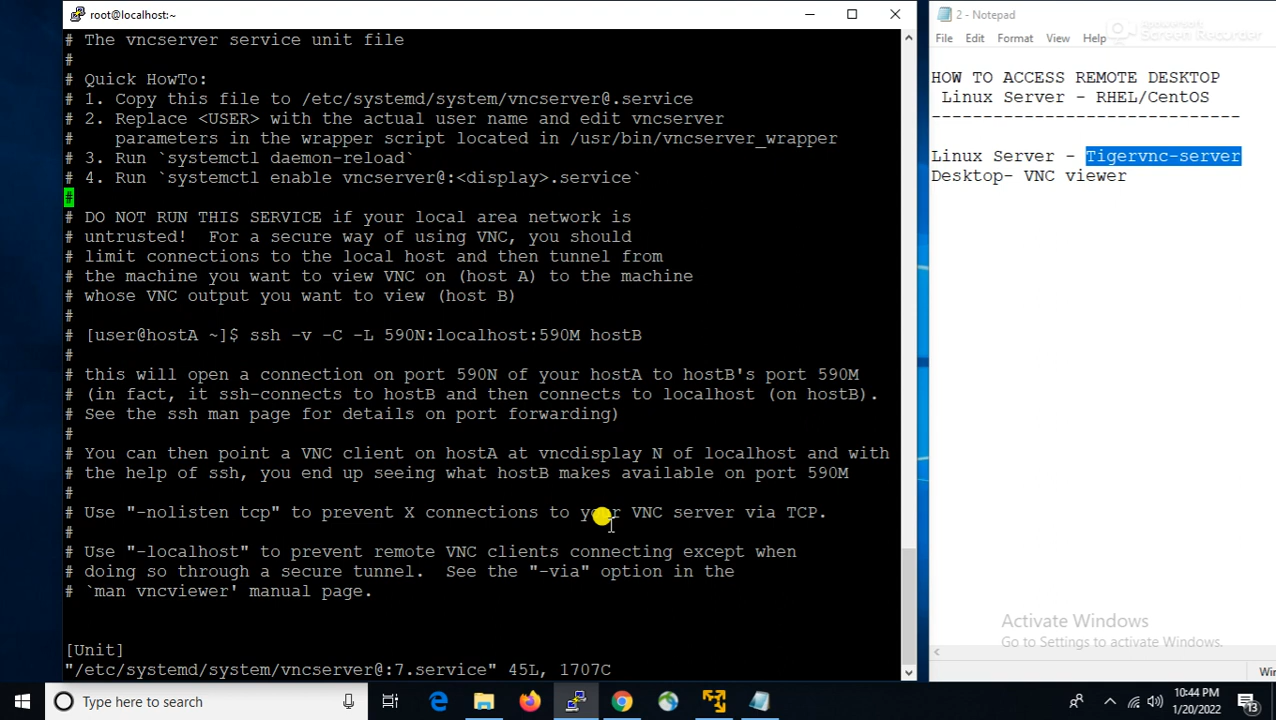 root@localhost:~
# The vncserver service unit file
#
# Quick HowTo:
# 1. Copy this file to /etc/systemd/system/vncserver@.service
# 2. Replace <USER> with the actual user name and edit vncserver
#    parameters in the wrapper script located in /usr/bin/vncserver_wrapper
# 3. Run `systemctl daemon-reload`
# 4. Run `systemctl enable vncserver@:<display>.service`
#
# DO NOT RUN THIS SERVICE if your local area network is
# untrusted!  For a secure way of using VNC, you should
# limit connections to the local host and then tunnel from
# the machine you want to view VNC on (host A) to the machine
# whose VNC output you want to view (host B)
#
# [user@hostA ~]$ ssh -v -C -L 590N:localhost:590M hostB
#
# this will open a connection on port 590N of your hostA to hostB's port 590M
# (in fact, it ssh-connects to hostB and then connects to localhost (on hostB).
# See the ssh man page for details on port forwarding)
#
# You can then point a VNC client on hostA at vncdisplay N of localhost and with
# the help of ssh, you end up seeing what hostB makes available on port 590M
#
# Use "-nolisten tcp" to prevent X connections to your VNC server via TCP.
#
# Use "-localhost" to prevent remote VNC clients connecting except when
# doing so through a secure tunnel.  See the "-via" option in the
# `man vncviewer' manual page.
[Unit]
"/etc/systemd/system/vncserver@:7.service" 45L, 1707C
2 - Notepad
File Edit Format View Help
Screen Recorder
HOW TO ACCESS REMOTE DESKTOP
Linux Server - RHEL/CentOS
------------------------------
Linux Server - Tigervnc-server
Desktop- VNC viewer
Activate Windows
Go to Settings to activate Windows.
Win
Type here to search
10:44 PM
1/20/2022
13